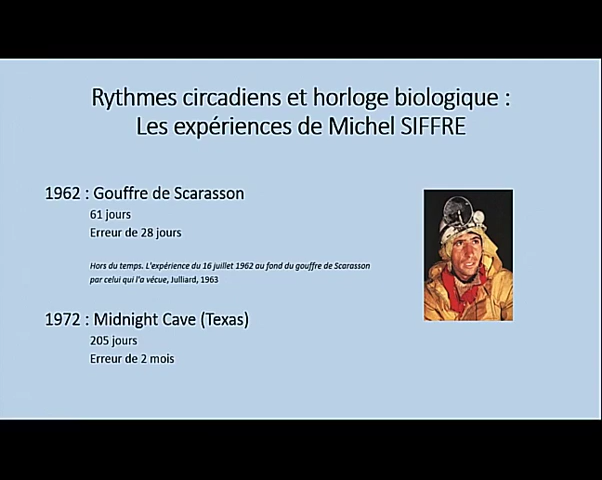 Rythmes circadiens et horloge biologique :
Les expériences de Michel SIFFRE
1962 : Gouffre de Scarasson
61 jours
Erreur de 28 jours
Hors du temps. L'expérience du 16 juillet 1962 au fond du gouffre de Scarasson
par celui qui l'a vécue, Julliard, 1963
1972 : Midnight Cave (Texas)
205 jours
Erreur de 2 mois